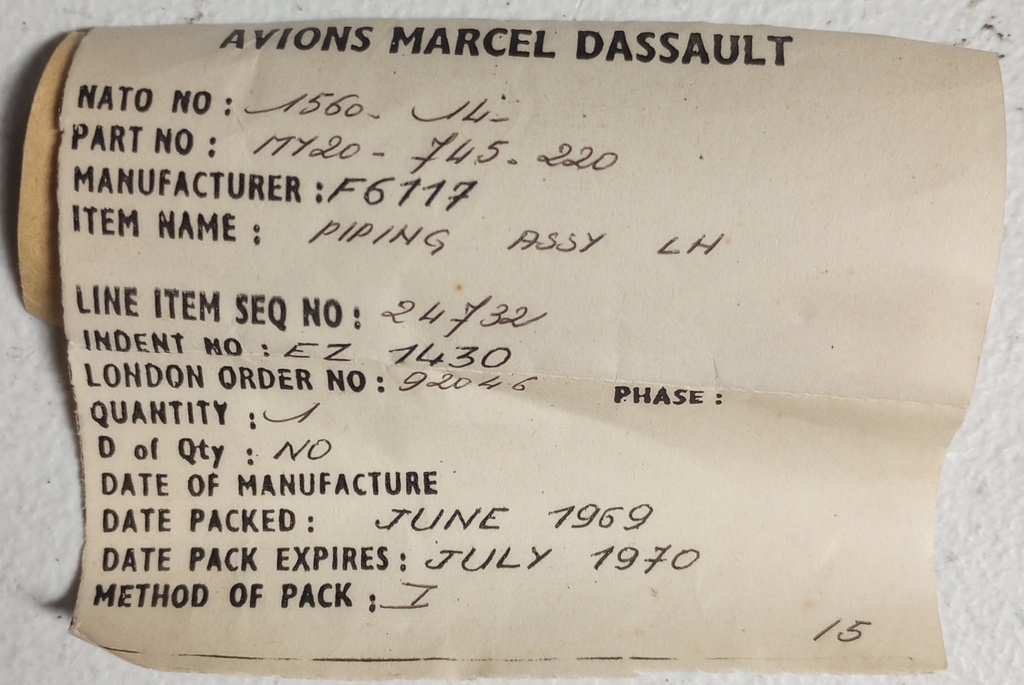 AVIONS MARCEL DASSAULT
NATO NO : 1560- 14-
PART NO : MY20 - 745. 220
MANUFACTURER : F6117
ITEM NAME : PIPING ASSY LH
LINE ITEM SEQ NO : 24732
INDENT NO : EZ 1430
LONDON ORDER NO : 92046 PHASE :
QUANTITY : 1
D of Qty : NO
DATE OF MANUFACTURE
DATE PACKED : JUNE 1969
DATE PACK EXPIRES : JULY 1970
METHOD OF PACK : I
15